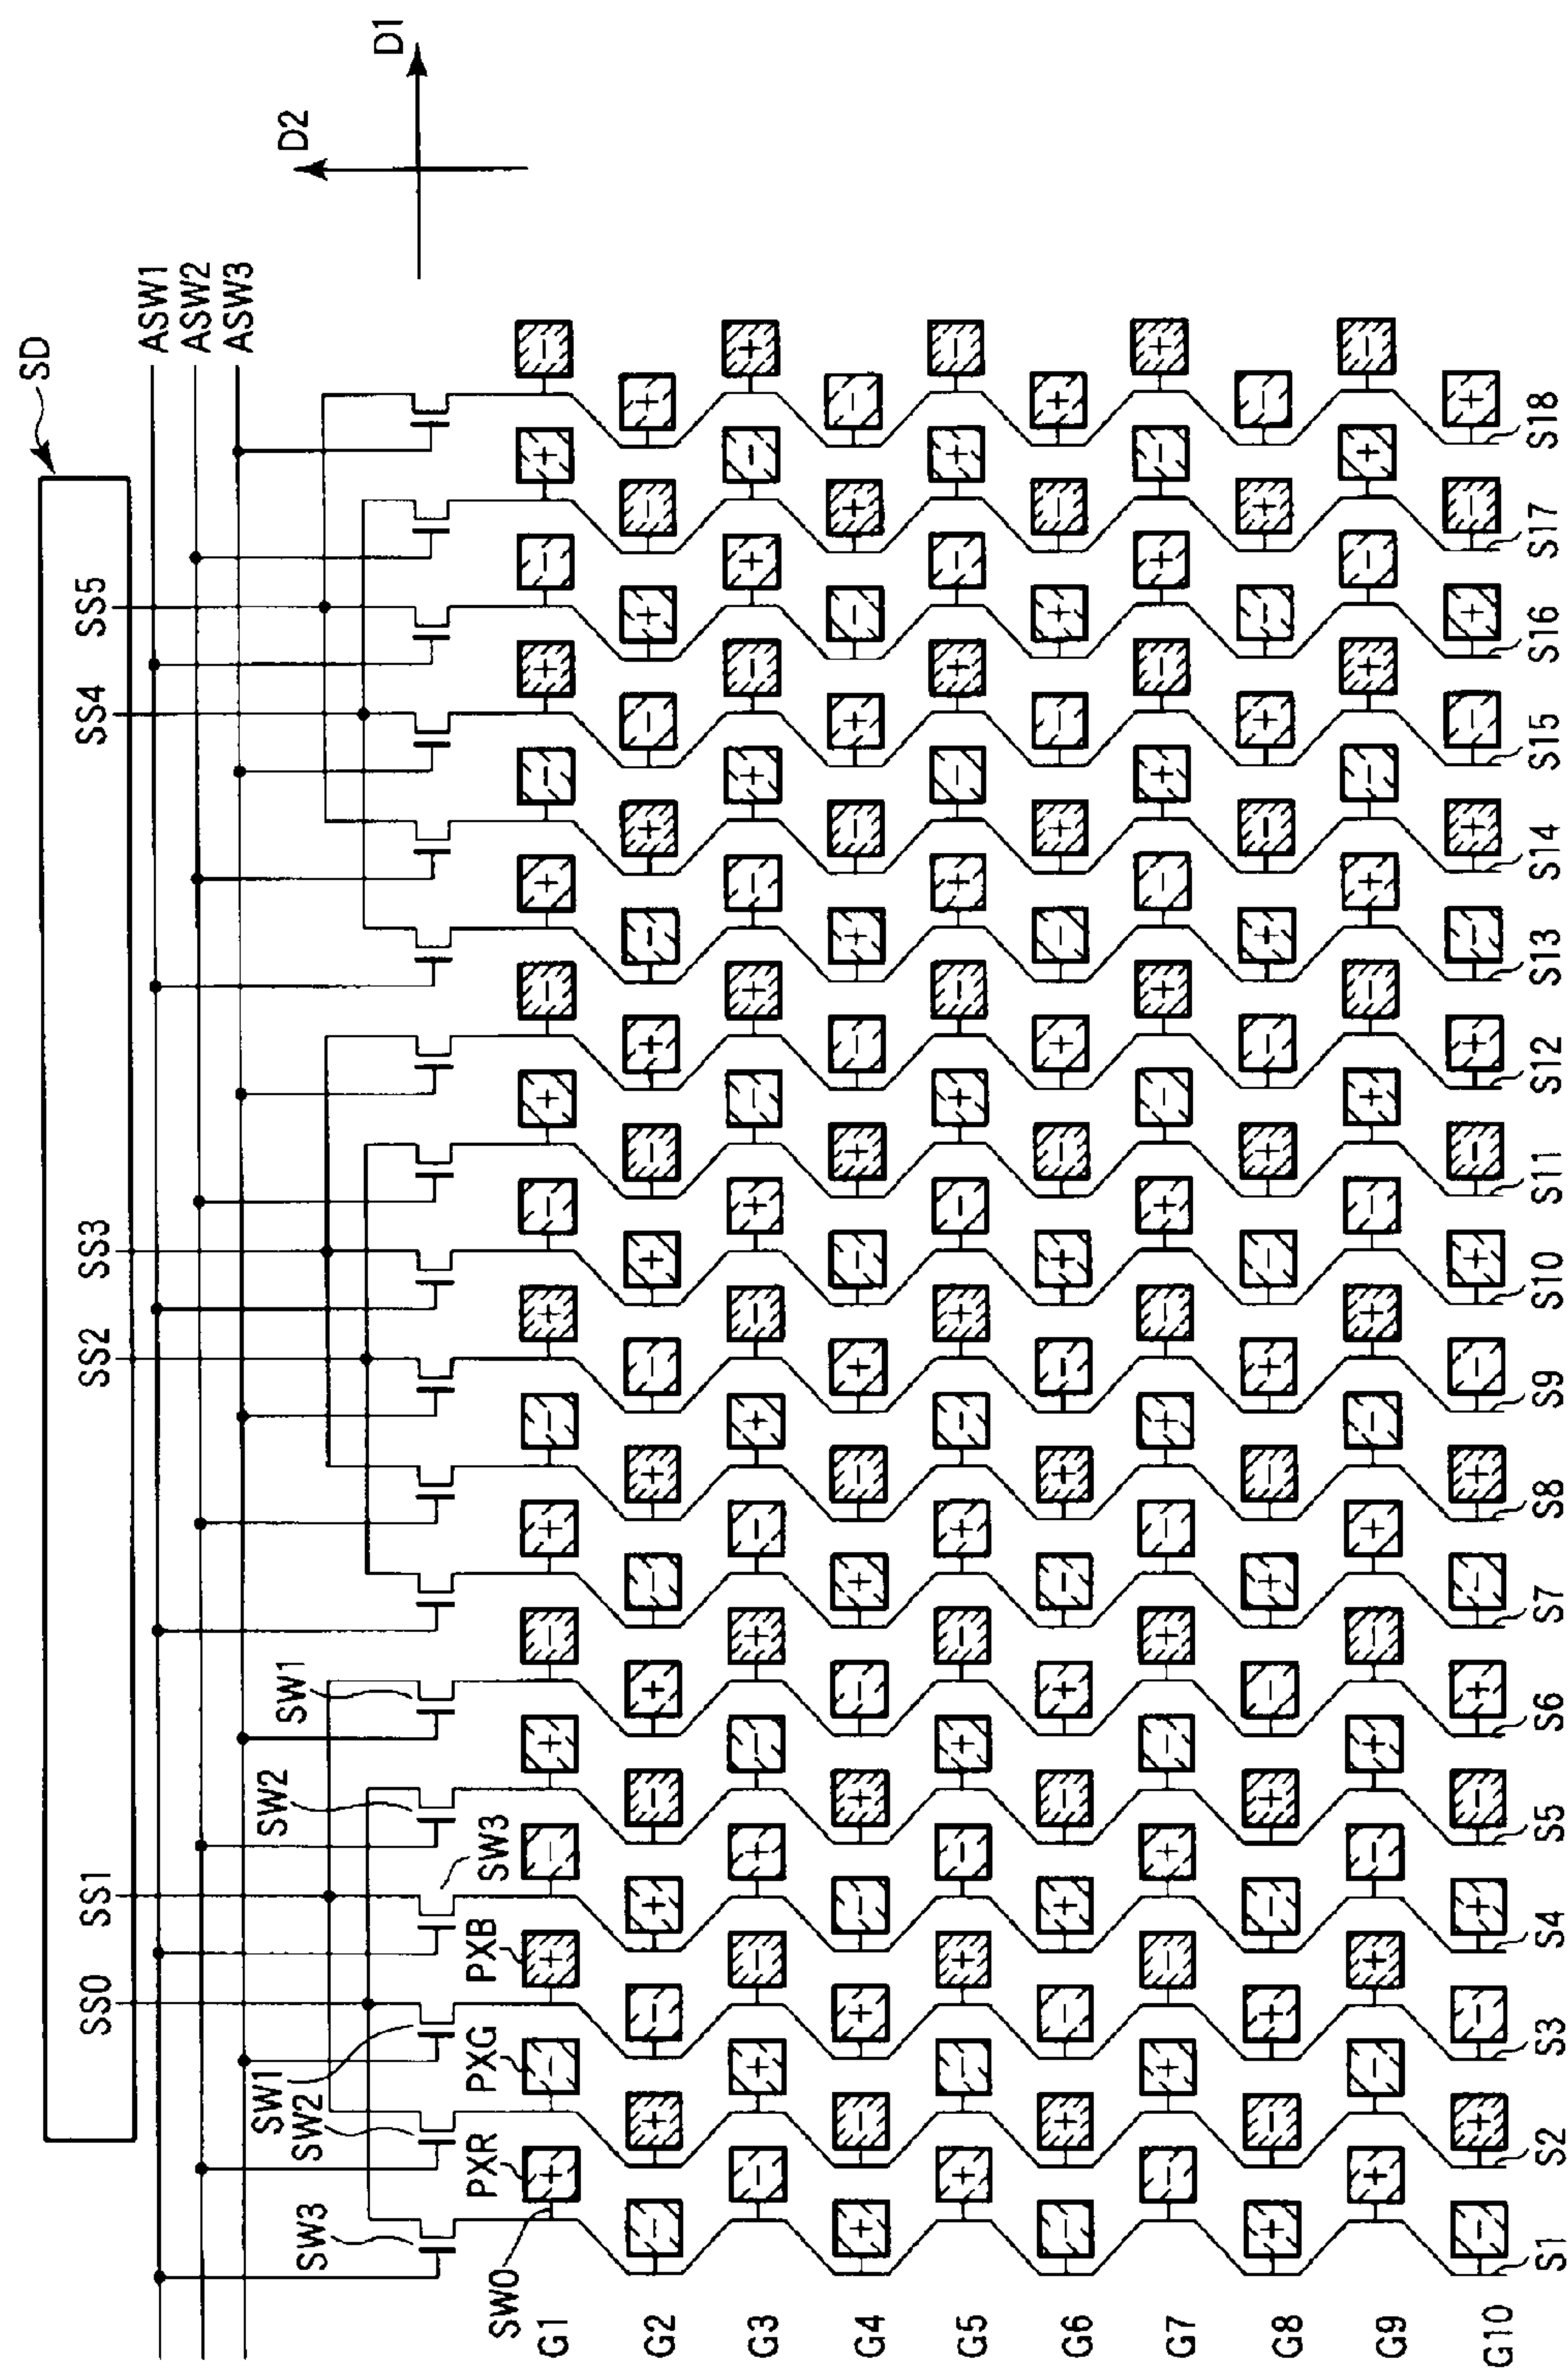 SD
SS0 SS1 SS2 SS3 SS4 SS5
ASW1
ASW2
ASW3
D2
D1
SW3 SW2 SW1 SW3 SW2 SW1
SW0 PXR PXG PXB
G1 + − + − + − + − + − + − + − + − + −
G2 − + − + − + − + − + − + − + − + − +
G3 − + − + − + − + − + − + − + − + − +
G4 + − + − + − + − + − + − + − + − + −
G5 + − + − + − + − + − + − + − + − + −
G6 − + − + − + − + − + − + − + − + − +
G7 − + − + − + − + − + − + − + − + − +
G8 + − + − + − + − + − + − + − + − + −
G9 + − + − + − + − + − + − + − + − + −
G10 − + − + − + − + − + − + − + − + − +
S1 S2 S3 S4 S5 S6 S7 S8 S9 S10 S11 S12 S13 S14 S15 S16 S17 S18